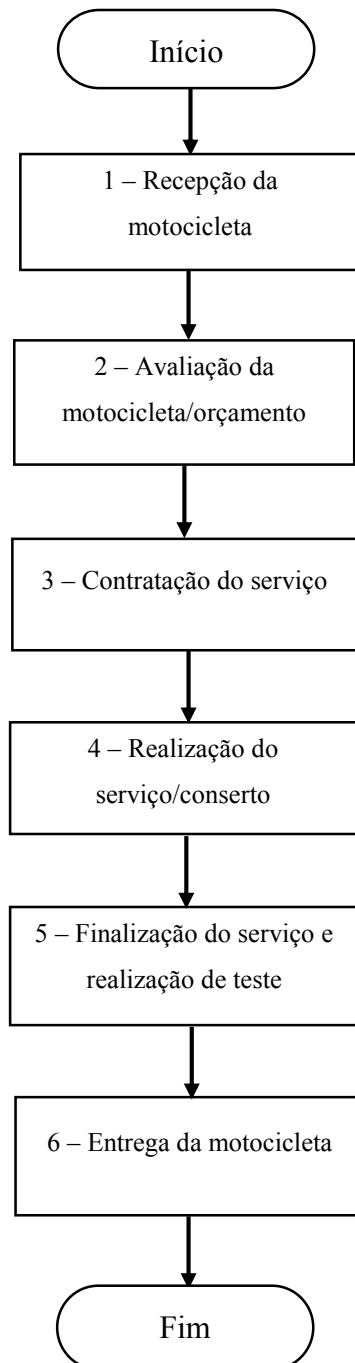 Início
1 – Recepção da
motocicleta
2 – Avaliação da
motocicleta/orçamento
3 – Contratação do serviço
4 – Realização do
serviço/conserto
5 – Finalização do serviço e
realização de teste
6 – Entrega da motocicleta
Fim